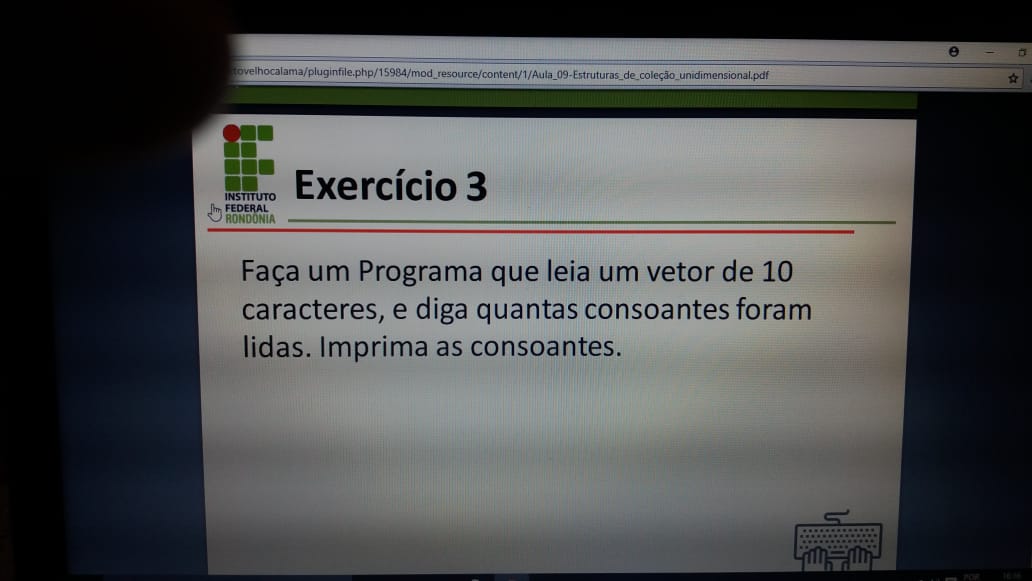 tovelhocalama/pluginfile.php/15984/mod_resource/content/1/Aula_09-Estruturas_de_coleção_unidimensional.pdf
INSTITUTO
FEDERAL
RONDÔNIA
Exercício 3
Faça um Programa que leia um vetor de 10
caracteres, e diga quantas consoantes foram
lidas. Imprima as consoantes.